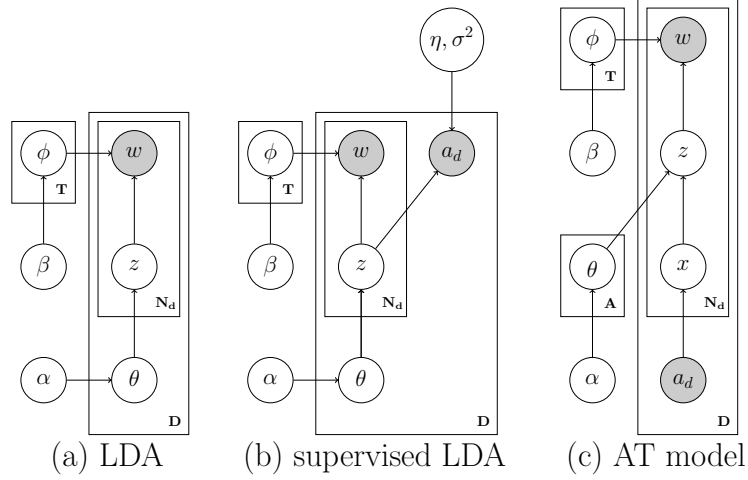 ϕ
w
T
β
z
N_d
α
θ
D
(a) LDA
η, σ²
ϕ
w
a_d
T
β
z
N_d
α
θ
D
(b) supervised LDA
ϕ
w
T
β
z
θ
x
A
N_d
α
a_d
D
(c) AT model